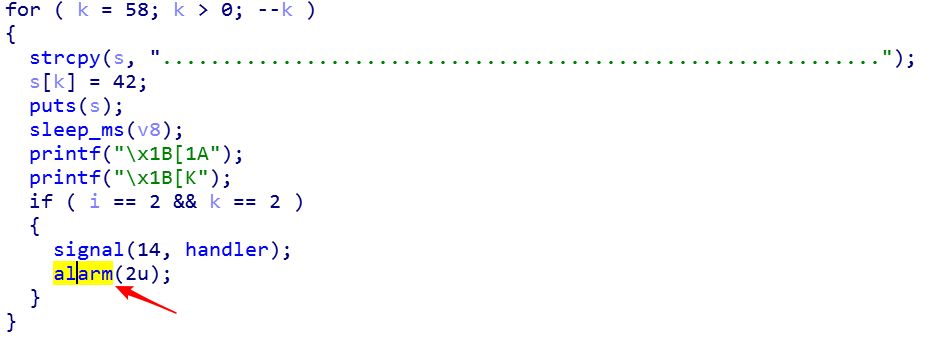 for ( k = 58; k > 0; --k )
{
strcpy(s, "............................................................");
s[k] = 42;
puts(s);
sleep_ms(v8);
printf("\x1B[1A");
printf("\x1B[K");
if ( i == 2 && k == 2 )
{
signal(14, handler);
alarm(2u);
}
}